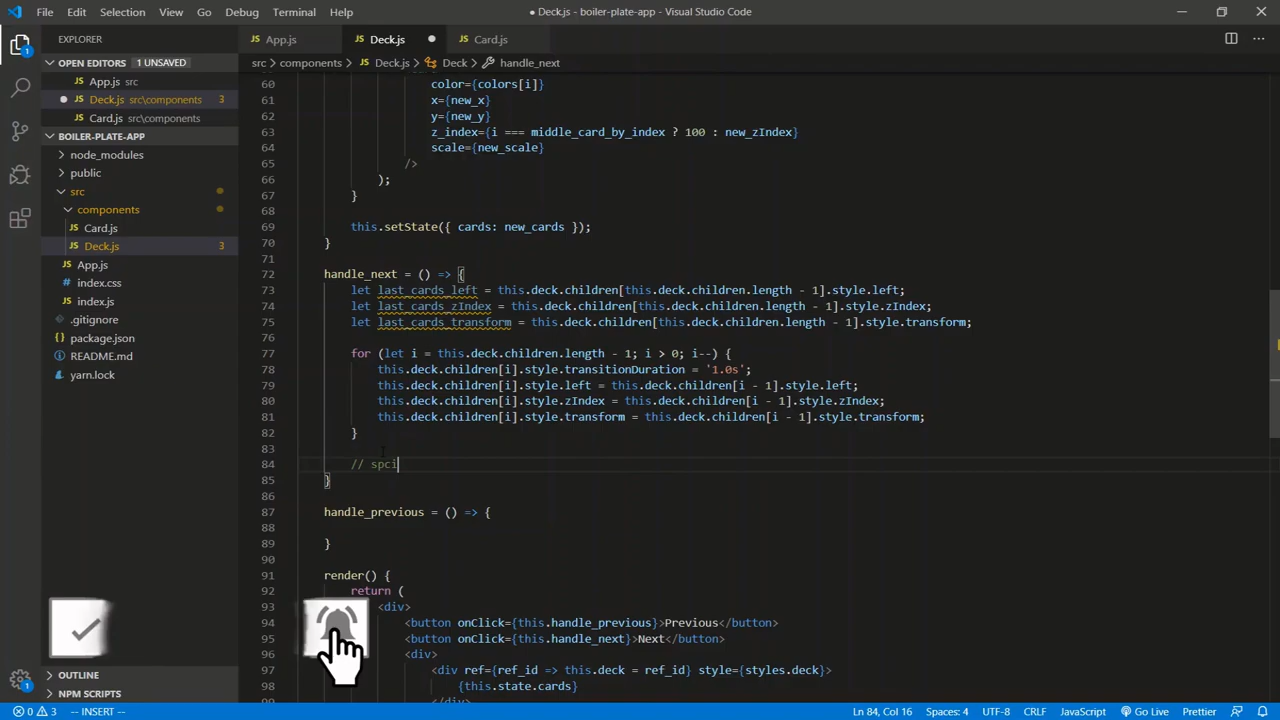 File Edit Selection View Go Debug Terminal Help
● Deck.js - boiler-plate-app - Visual Studio Code
EXPLORER
OPEN EDITORS 1 UNSAVED
JS App.js
JS Deck.js src\components 3
JS Card.js src\components
BOILER-PLATE-APP
node_modules
public
src
components
JS Card.js
JS Deck.js 3
JS App.js
index.css
JS index.js
.gitignore
package.json
README.md
yarn.lock
OUTLINE
NPM SCRIPTS
JS App.js JS Deck.js JS Card.js
src > components > JS Deck.js > Deck > handle_next
60 color={colors[i]}
61 x={new_x}
62 y={new_y}
63 z_index={i === middle_card_by_index ? 100 : new_zIndex}
64 scale={new_scale}
65 />
66 );
67 }
68
69 this.setState({ cards: new_cards });
70 }
71
72 handle_next = () => {
73 let last_cards_left = this.deck.children[this.deck.children.length - 1].style.left;
74 let last_cards_zIndex = this.deck.children[this.deck.children.length - 1].style.zIndex;
75 let last_cards_transform = this.deck.children[this.deck.children.length - 1].style.transform;
76
77 for (let i = this.deck.children.length - 1; i > 0; i--) {
78 this.deck.children[i].style.transitionDuration = '1.0s';
79 this.deck.children[i].style.left = this.deck.children[i - 1].style.left;
80 this.deck.children[i].style.zIndex = this.deck.children[i - 1].style.zIndex;
81 this.deck.children[i].style.transform = this.deck.children[i - 1].style.transform;
82 }
83
84 // spci
85 }
86
87 handle_previous = () => {
88
89 }
90
91 render() {
92 return (
93 <div>
94 <button onClick={this.handle_previous}>Previous</button>
95 <button onClick={this.handle_next}>Next</button>
96 <div>
97 <div ref={ref_id => this.deck = ref_id} style={styles.deck}>
98 {this.state.cards}
1
1
0 3 -- INSERT -- Ln 84, Col 16 Spaces: 4 UTF-8 CRLF JavaScript Go Live Prettier